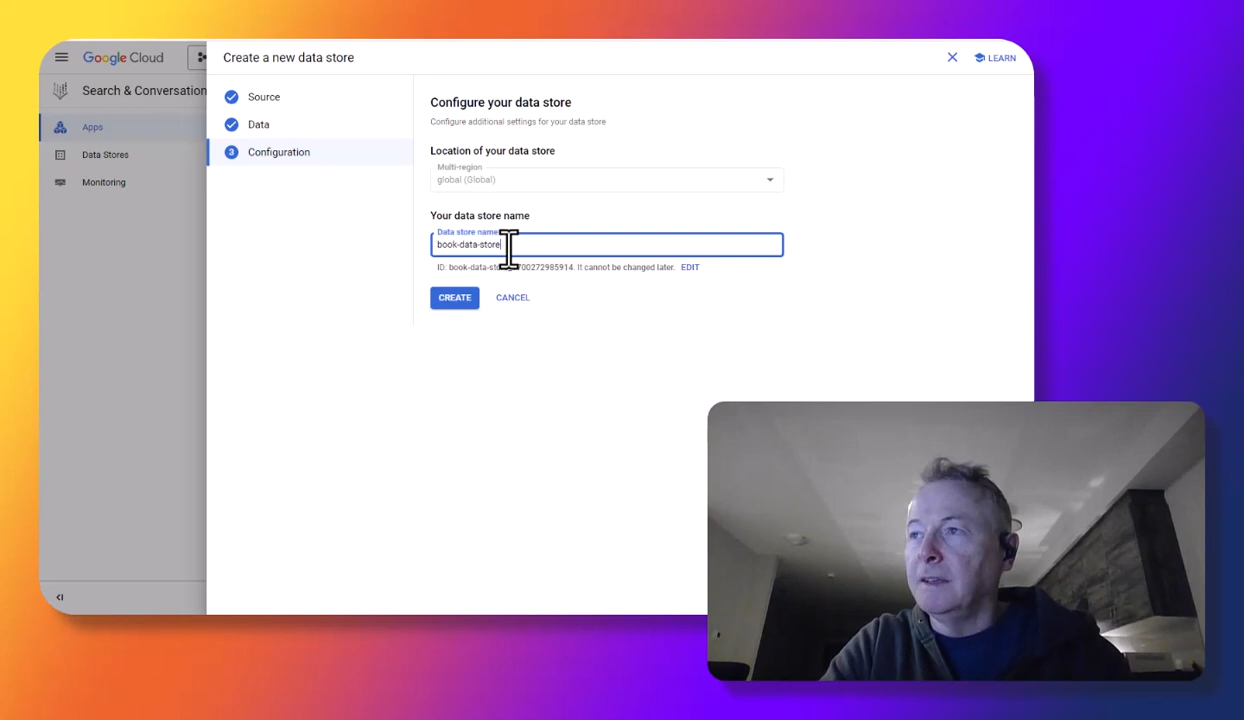 Google Cloud
Search & Conversation
Apps
Data Stores
Monitoring
Create a new data store
LEARN
Source
Data
3 Configuration
Configure your data store
Configure additional settings for your data store
Location of your data store
Multi-region
global (Global)
Your data store name
Data store name
book-data-store
ID: book-data-st 700272985914. It cannot be changed later. EDIT
CREATE CANCEL